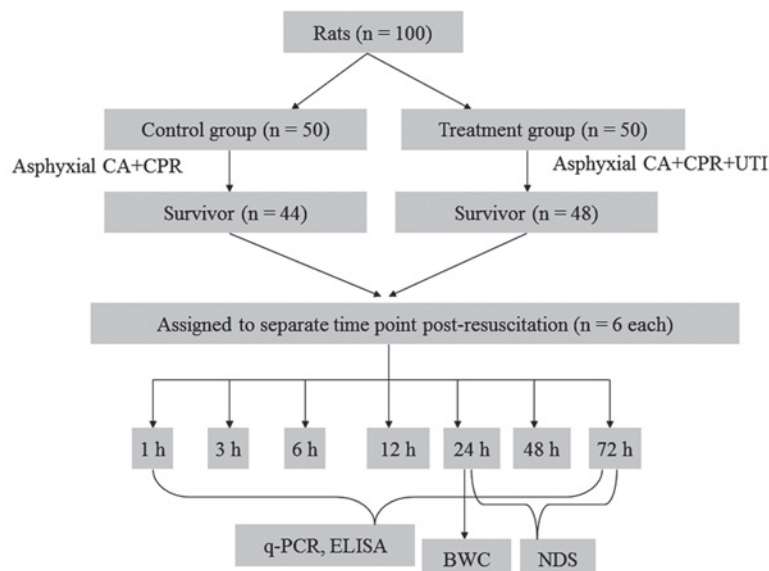 Rats (n = 100)
Control group (n = 50)
Treatment group (n = 50)
Asphyxial CA+CPR
Asphyxial CA+CPR+UTI
Survivor (n = 44)
Survivor (n = 48)
Assigned to separate time point post-resuscitation (n = 6 each)
1 h
3 h
6 h
12 h
24 h
48 h
72 h
q-PCR, ELISA
BWC
NDS